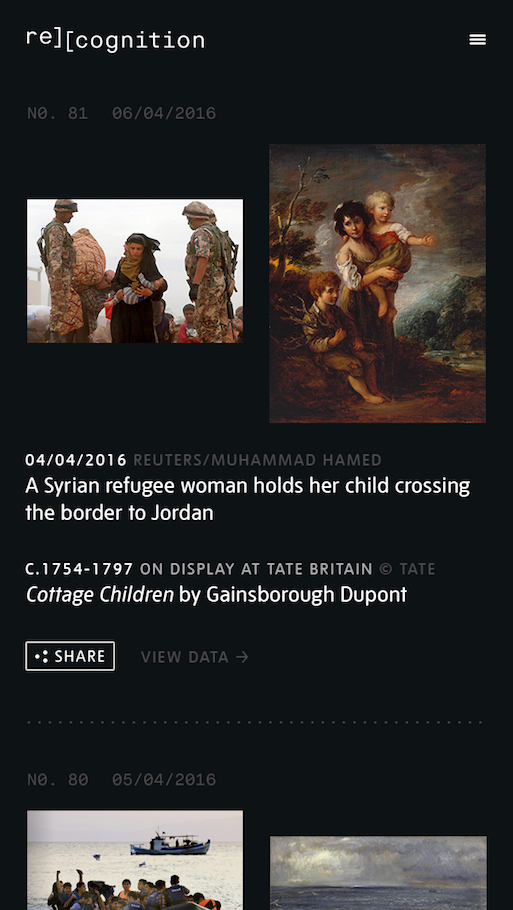 re][cognition
N0. 81 06/04/2016
04/04/2016 REUTERS/MUHAMMAD HAMED
A Syrian refugee woman holds her child crossing
the border to Jordan
C.1754-1797 ON DISPLAY AT TATE BRITAIN © TATE
Cottage Children by Gainsborough Dupont
SHARE VIEW DATA →
N0. 80 05/04/2016